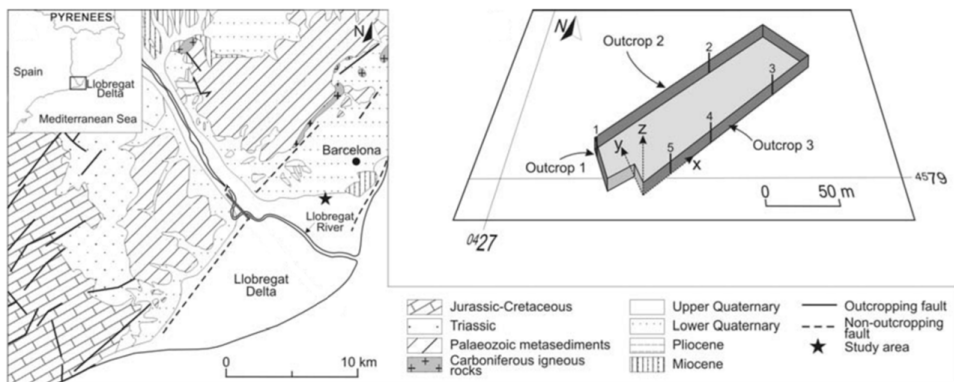 PYRENEES
Spain
Llobregat
Delta
Mediterranean Sea
N
Barcelona
Llobregat
River
Llobregat
Delta
0 10 km
N
Outcrop 2
2
3
1
4
Outcrop 1
y
z
5
x
Outcrop 3
0 50 m
4579
0427
Jurassic-Cretaceous
Triassic
Palaeozoic metasediments
Carboniferous igneous
rocks
Upper Quaternary
Lower Quaternary
Pliocene
Miocene
Outcropping fault
Non-outcropping
fault
Study area